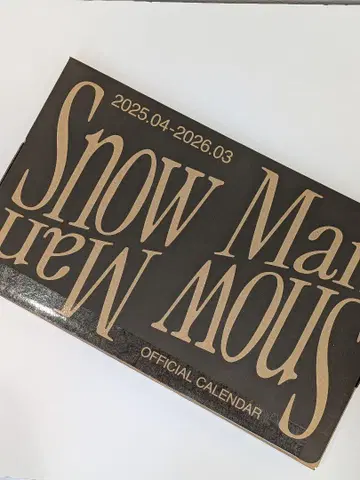 2025.04-2026.03
Snow Man
Snow Man
OFFICIAL CALENDAR